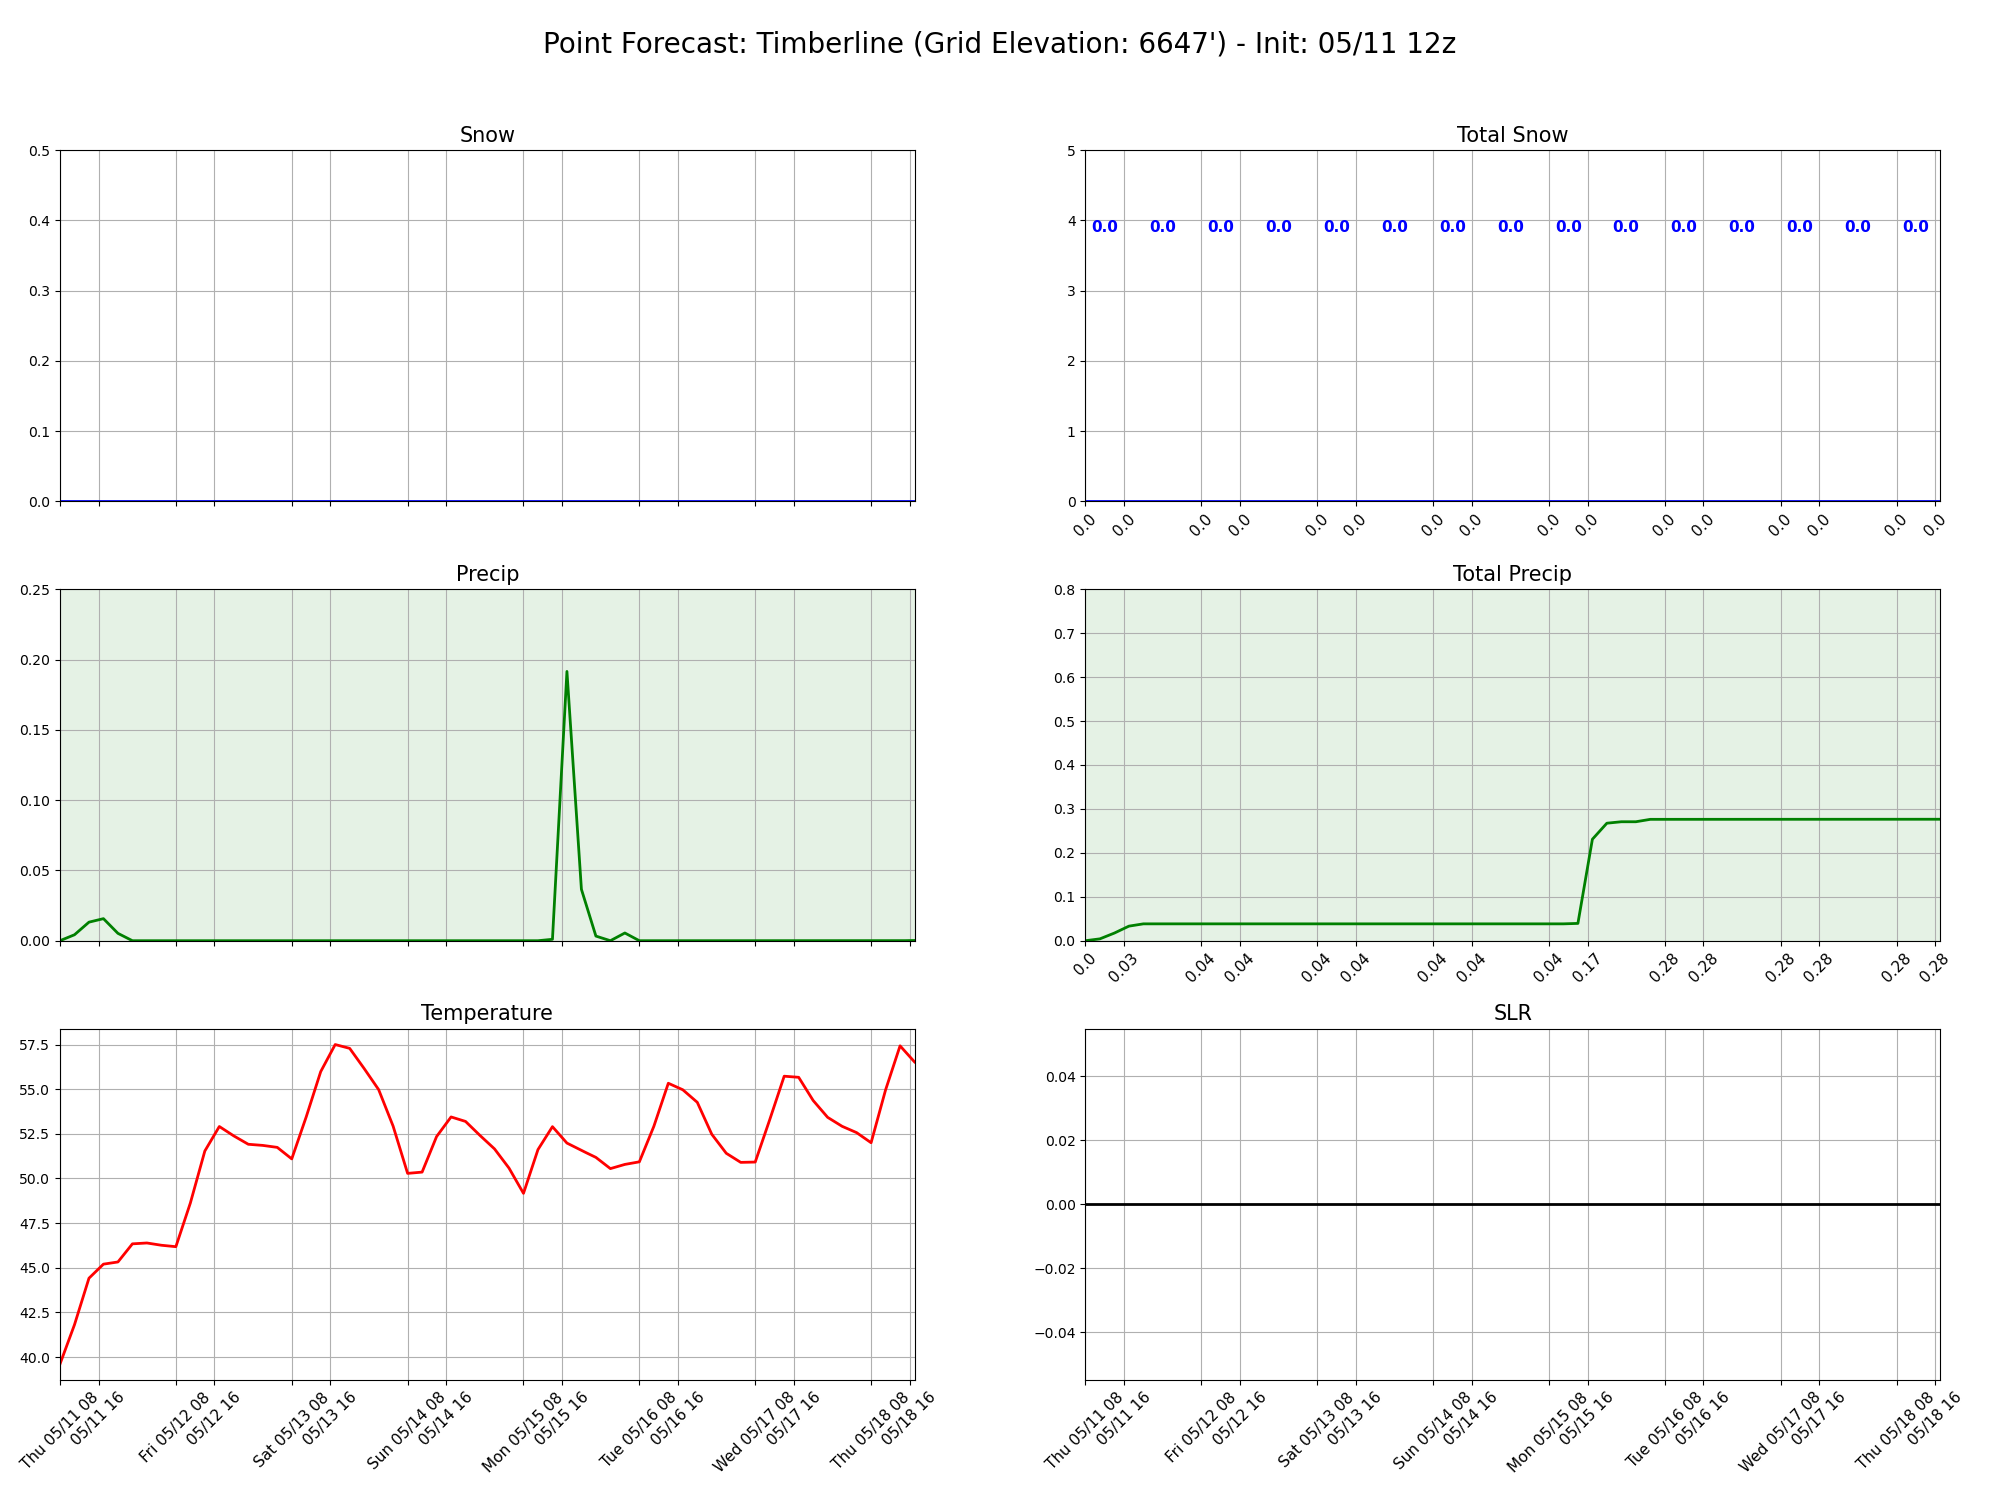 Point Forecast: Timberline (Grid Elevation: 6647') - Init: 05/11 12z
Snow
0.5
0.4
0.3
0.2
0.1
0.0
Total Snow
5
4
3
2
1
0
0.0 0.0 0.0 0.0 0.0 0.0 0.0 0.0 0.0 0.0 0.0 0.0 0.0 0.0 0.0
0.0 0.0 0.0 0.0 0.0 0.0 0.0 0.0 0.0 0.0 0.0 0.0 0.0 0.0 0.0 0.0
Precip
0.25
0.20
0.15
0.10
0.05
0.00
Total Precip
0.8
0.7
0.6
0.5
0.4
0.3
0.2
0.1
0.0
0.0 0.03 0.04 0.04 0.04 0.04 0.04 0.04 0.04 0.17 0.28 0.28 0.28 0.28 0.28 0.28
Temperature
57.5
55.0
52.5
50.0
47.5
45.0
42.5
40.0
Thu 05/11 08
05/11 16
Fri 05/12 08
05/12 16
Sat 05/13 08
05/13 16
Sun 05/14 08
05/14 16
Mon 05/15 08
05/15 16
Tue 05/16 08
05/16 16
Wed 05/17 08
05/17 16
Thu 05/18 08
05/18 16
SLR
0.04
0.02
0.00
−0.02
−0.04
Thu 05/11 08
05/11 16
Fri 05/12 08
05/12 16
Sat 05/13 08
05/13 16
Sun 05/14 08
05/14 16
Mon 05/15 08
05/15 16
Tue 05/16 08
05/16 16
Wed 05/17 08
05/17 16
Thu 05/18 08
05/18 16